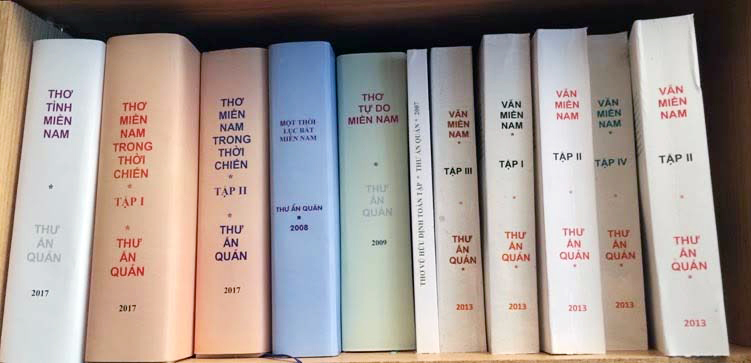 THƠ
TÌNH
MIỀN
NAM
*
THƯ
ẤN
QUÁN
2017
THƠ
MIỀN
NAM
TRONG
THỜI
CHIẾN
*
TẬP I
*
THƯ
ẤN
QUÁN
2017
THƠ
MIỀN
NAM
TRONG
THỜI
CHIẾN
*
TẬP II
*
THƯ
ẤN
QUÁN
2017
MỘT THỜI
LỤC BÁT
MIỀN NAM
THƯ ẤN QUÁN
*
2008
THƠ
TỰ DO
MIỀN NAM
*
THƯ
ẤN
QUÁN
2009
THƠ VŨ HỮU ĐỊNH TOÀN TẬP * THƯ ẤN QUÁN * 2007
VĂN
MIỀN
NAM
*
TẬP III
*
THƯ
ẤN
QUÁN
*
2013
VĂN
MIỀN
NAM
*
TẬP I
*
THƯ
ẤN
QUÁN
*
2013
VĂN
MIỀN
NAM
*
TẬP II
*
THƯ
ẤN
QUÁN
*
2013
VĂN
MIỀN
NAM
*
TẬP IV
*
THƯ
ẤN
QUÁN
*
2013
VĂN
MIỀN
NAM
*
TẬP II
*
THƯ
ẤN
QUÁN
*
2013